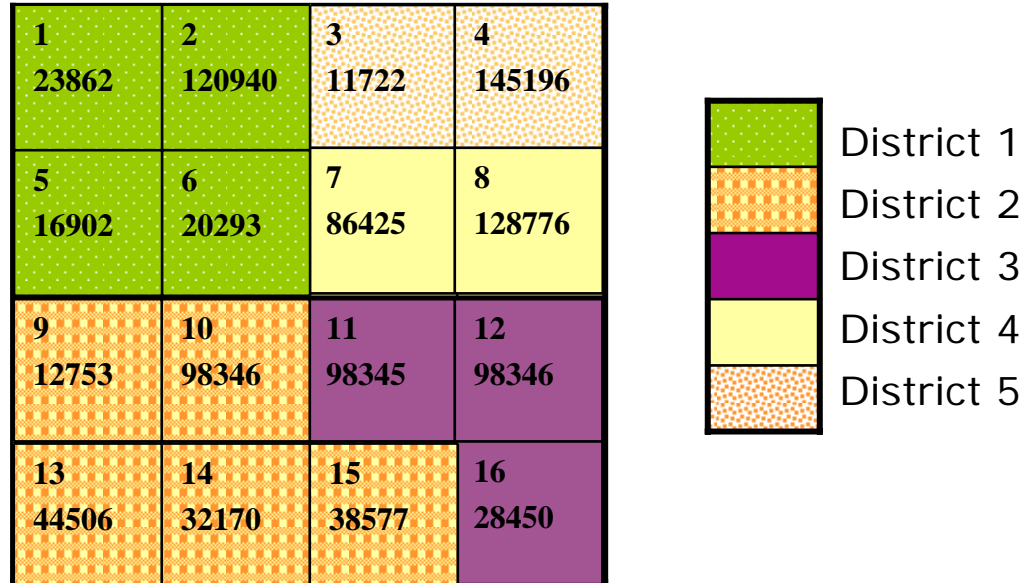 1 2 3 4
23862 120940 11722 145196
5 6 7 8
16902 20293 86425 128776
9 10 11 12
12753 98346 98345 98346
13 14 15 16
44506 32170 38577 28450
District 1
District 2
District 3
District 4
District 5